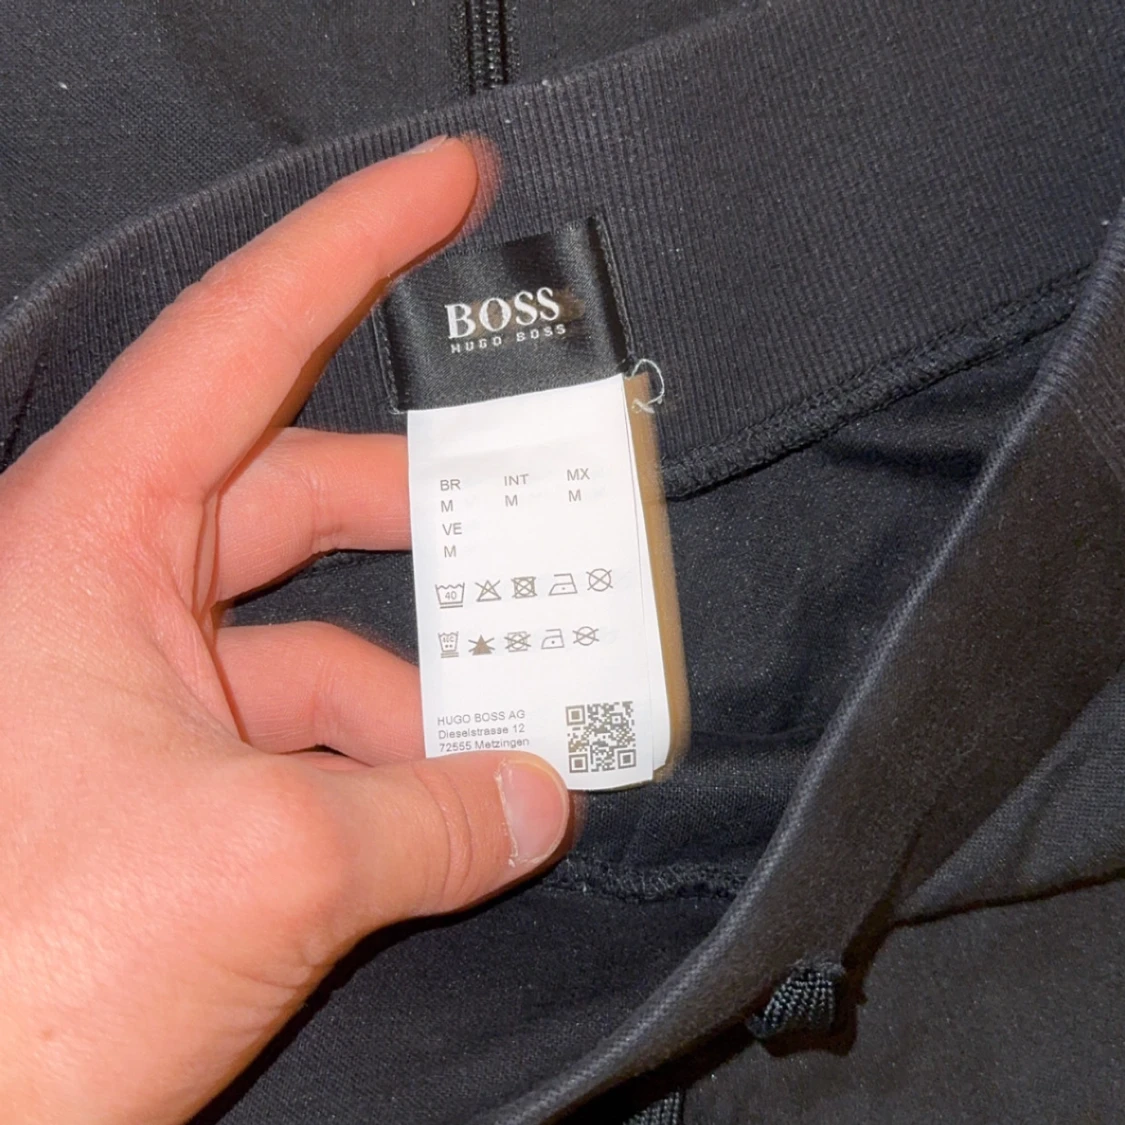 BOSS
HUGO BOSS
BR INT MX
M M M
VE
M
40
HUGO BOSS AG
Dieselstrasse 12
72555 Metzingen